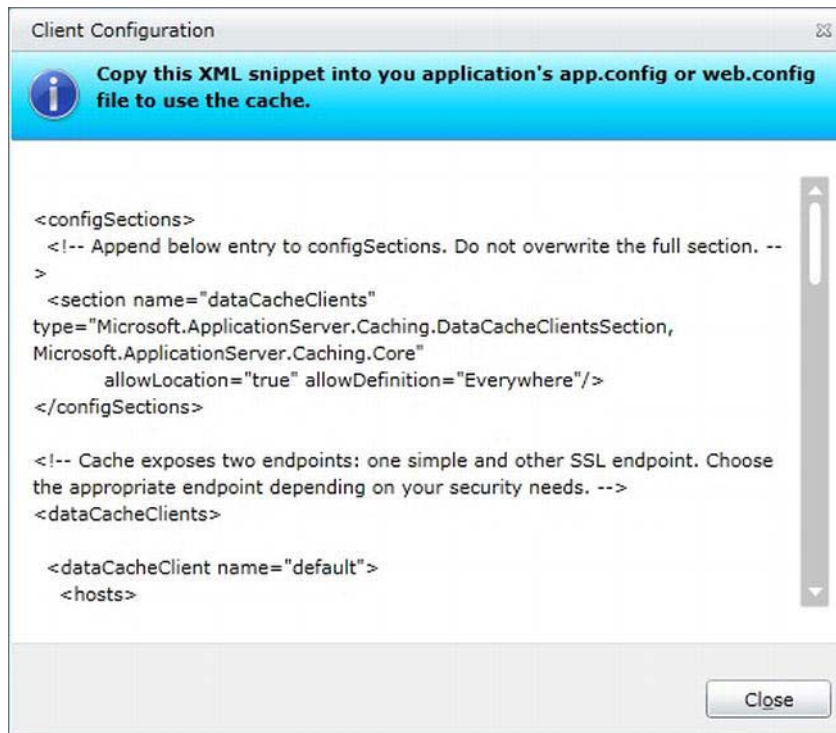 Client Configuration
Copy this XML snippet into you application's app.config or web.config
file to use the cache.
<configSections>
<!-- Append below entry to configSections. Do not overwrite the full section. --
>
<section name="dataCacheClients"
type="Microsoft.ApplicationServer.Caching.DataCacheClientsSection,
Microsoft.ApplicationServer.Caching.Core"
allowLocation="true" allowDefinition="Everywhere"/>
</configSections>
<!-- Cache exposes two endpoints: one simple and other SSL endpoint. Choose
the appropriate endpoint depending on your security needs. -->
<dataCacheClients>
<dataCacheClient name="default">
<hosts>
Close